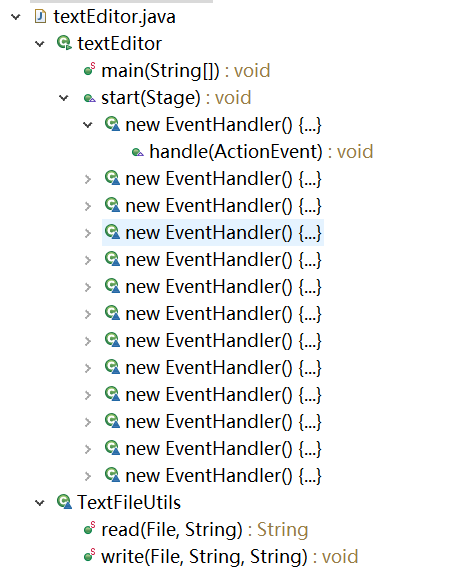 textEditor.java
textEditor
main(String[]) : void
start(Stage) : void
new EventHandler() {...}
handle(ActionEvent) : void
new EventHandler() {...}
new EventHandler() {...}
new EventHandler() {...}
new EventHandler() {...}
new EventHandler() {...}
new EventHandler() {...}
new EventHandler() {...}
new EventHandler() {...}
new EventHandler() {...}
new EventHandler() {...}
new EventHandler() {...}
new EventHandler() {...}
TextFileUtils
read(File, String) : String
write(File, String, String) : void